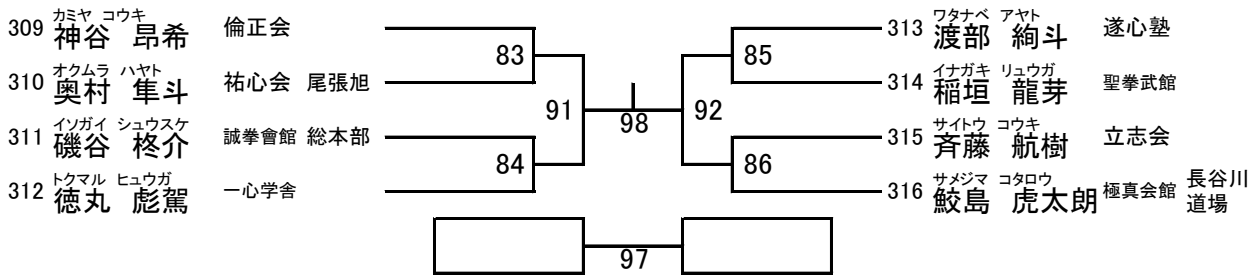 カミヤ コウキ
309 神谷 昂希 倫正会
オクムラ ハヤト
310 奥村 隼斗 祐心会 尾張旭
イソガイ シュウスケ
311 磯谷 柊介 誠拳會館 総本部
トクマル ヒュウガ
312 徳丸 彪駕 一心学舎
83
84
91
98
92
85
86
ワタナベ アヤト
313 渡部 絢斗 遂心塾
イナガキ リュウガ
314 稲垣 龍芽 聖拳武館
サイトウ コウキ
315 斉藤 航樹 立志会
サメジマ コタロウ
316 鮫島 虎太朗 極真会館 長谷川
道場
97